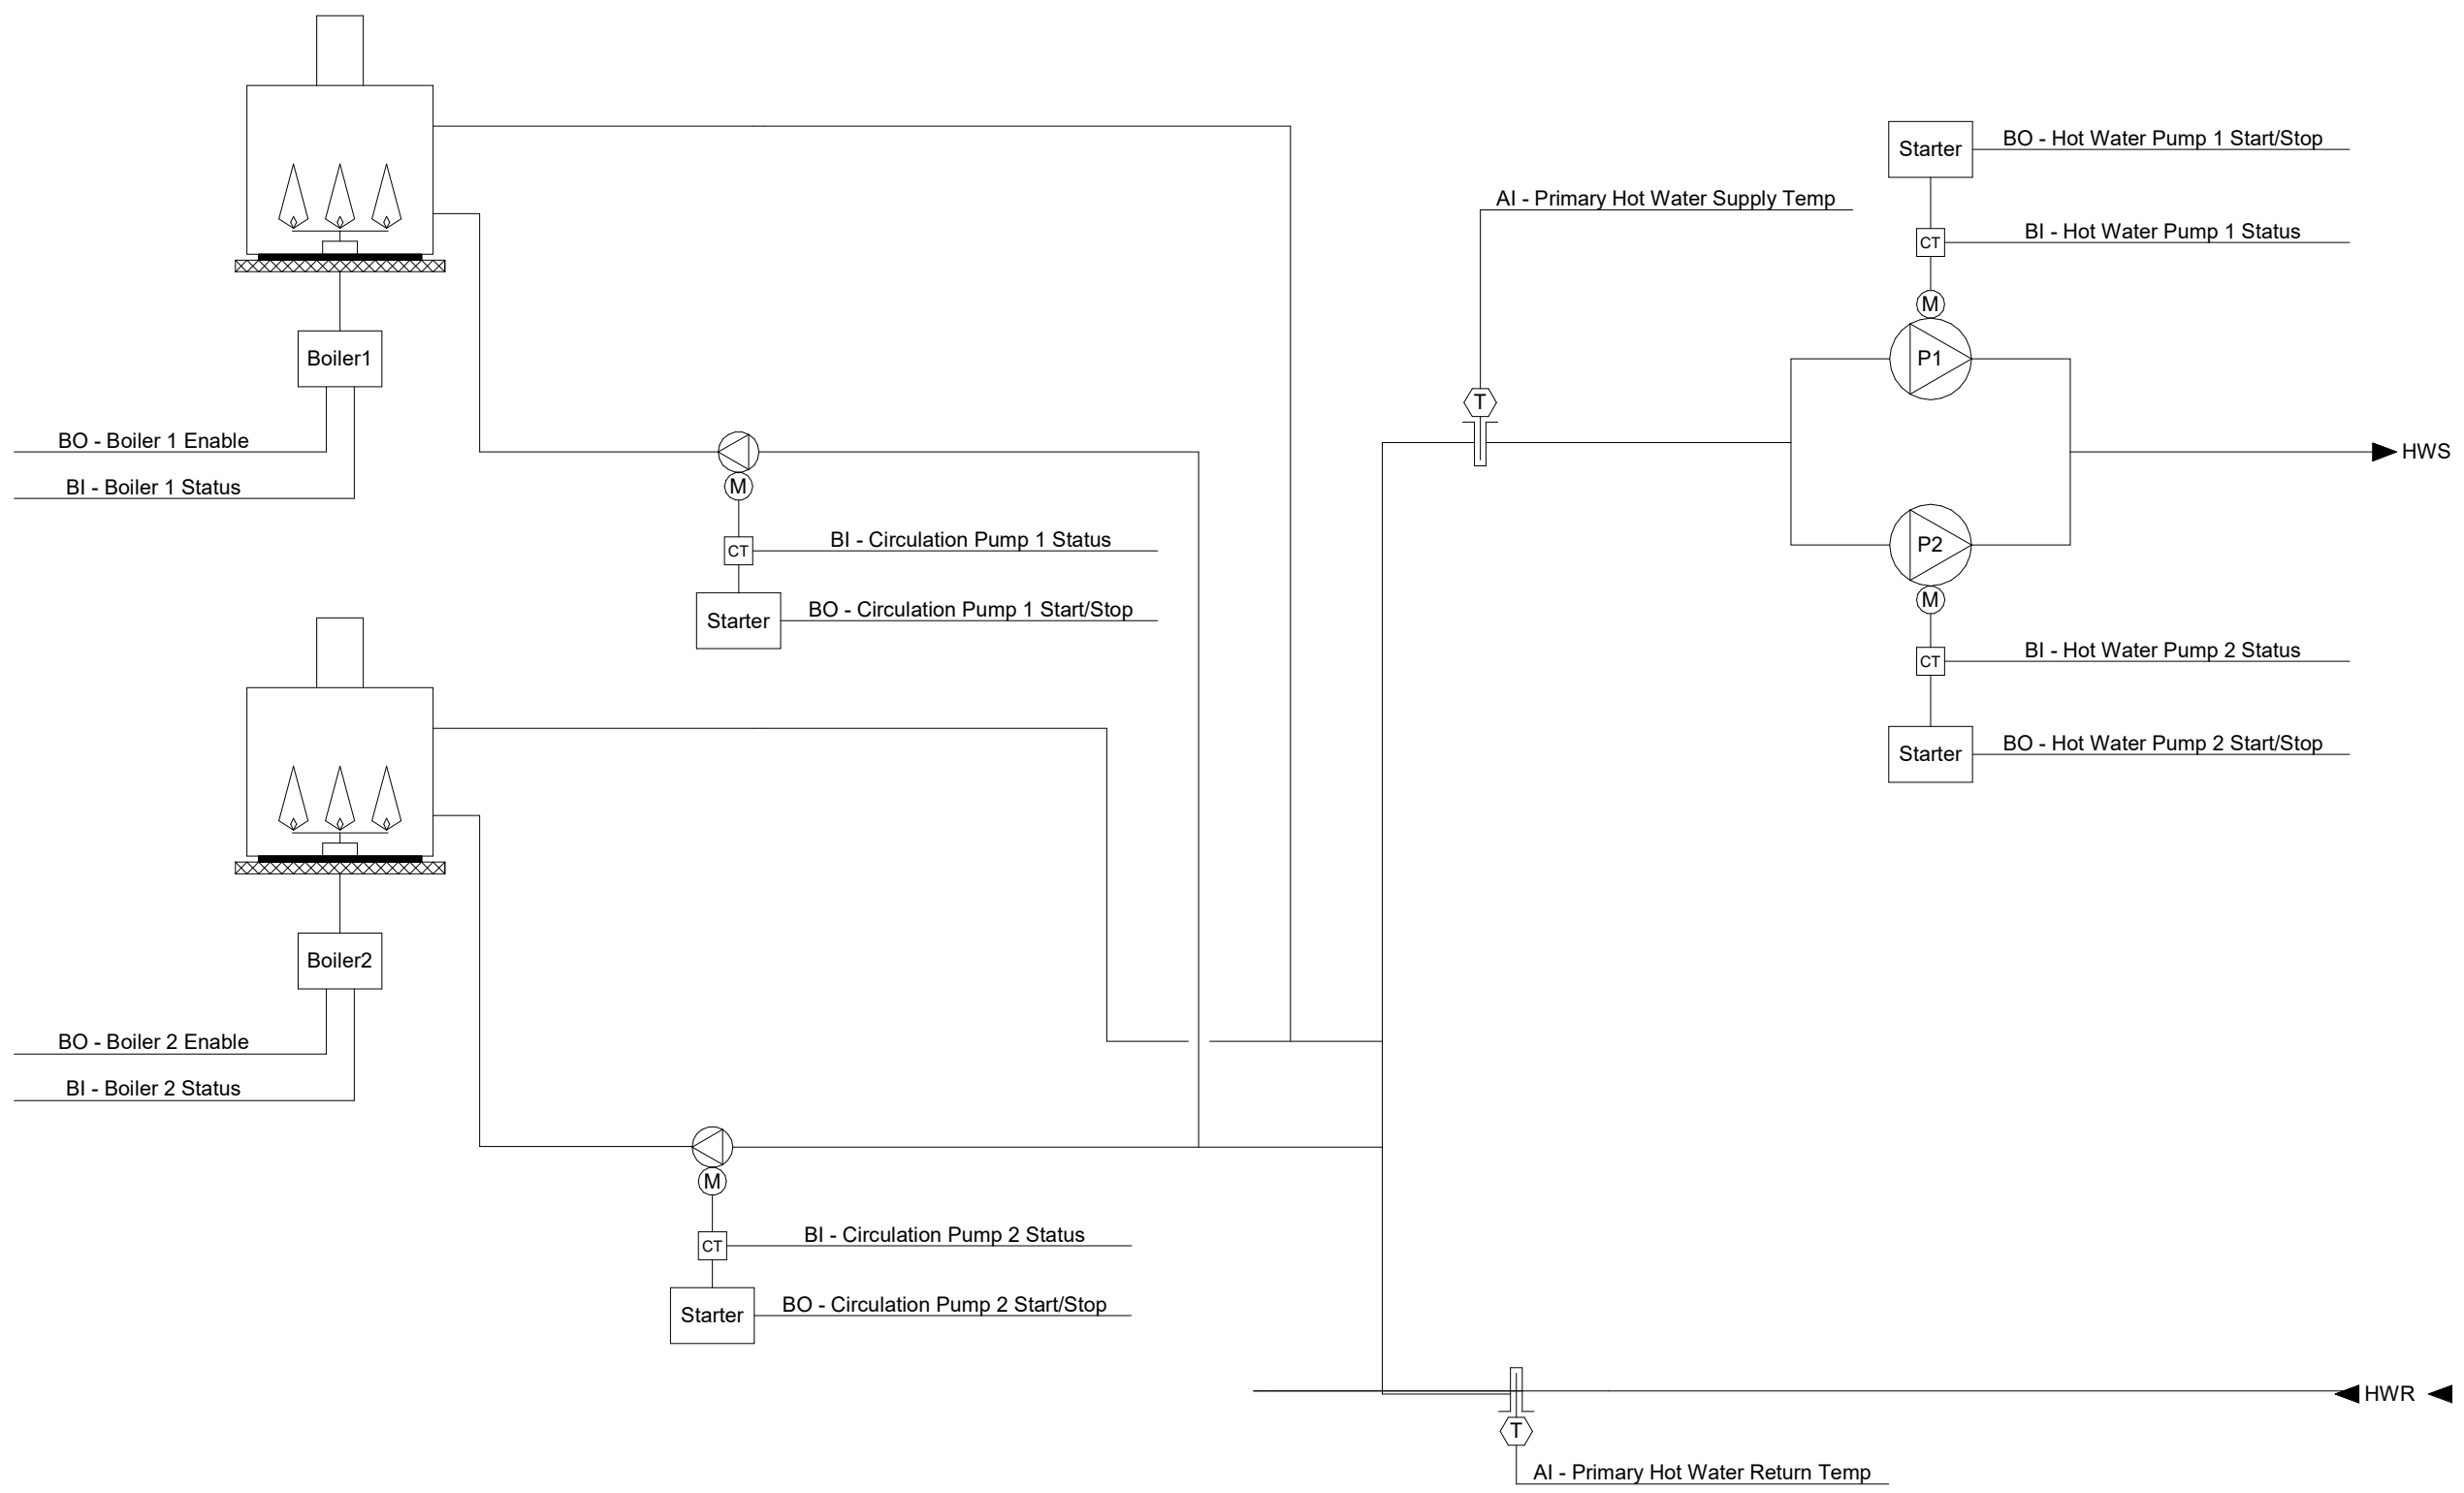 Starter
BO - Hot Water Pump 1 Start/Stop
AI - Primary Hot Water Supply Temp
CT
BI - Hot Water Pump 1 Status
M
Boiler1
P1
T
BO - Boiler 1 Enable
HWS
BI - Boiler 1 Status
M
CT
BI - Circulation Pump 1 Status
P2
M
Starter
BO - Circulation Pump 1 Start/Stop
CT
BI - Hot Water Pump 2 Status
Starter
BO - Hot Water Pump 2 Start/Stop
Boiler2
BO - Boiler 2 Enable
BI - Boiler 2 Status
M
CT
BI - Circulation Pump 2 Status
Starter
BO - Circulation Pump 2 Start/Stop
HWR
T
AI - Primary Hot Water Return Temp